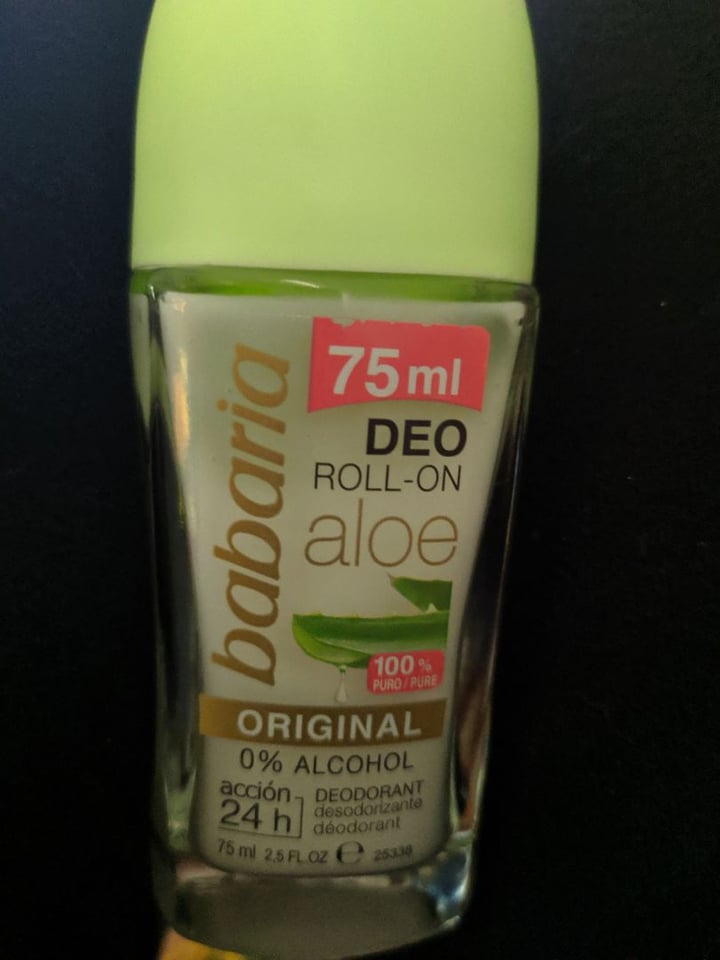 babaria
75 ml
DEO
ROLL-ON
aloe
100%
PURO / PURE
ORIGINAL
0% ALCOHOL
acción
24 h
DEODORANT
desodorizante
déodorant
75 ml 2,5 FL.OZ ℮ 25338